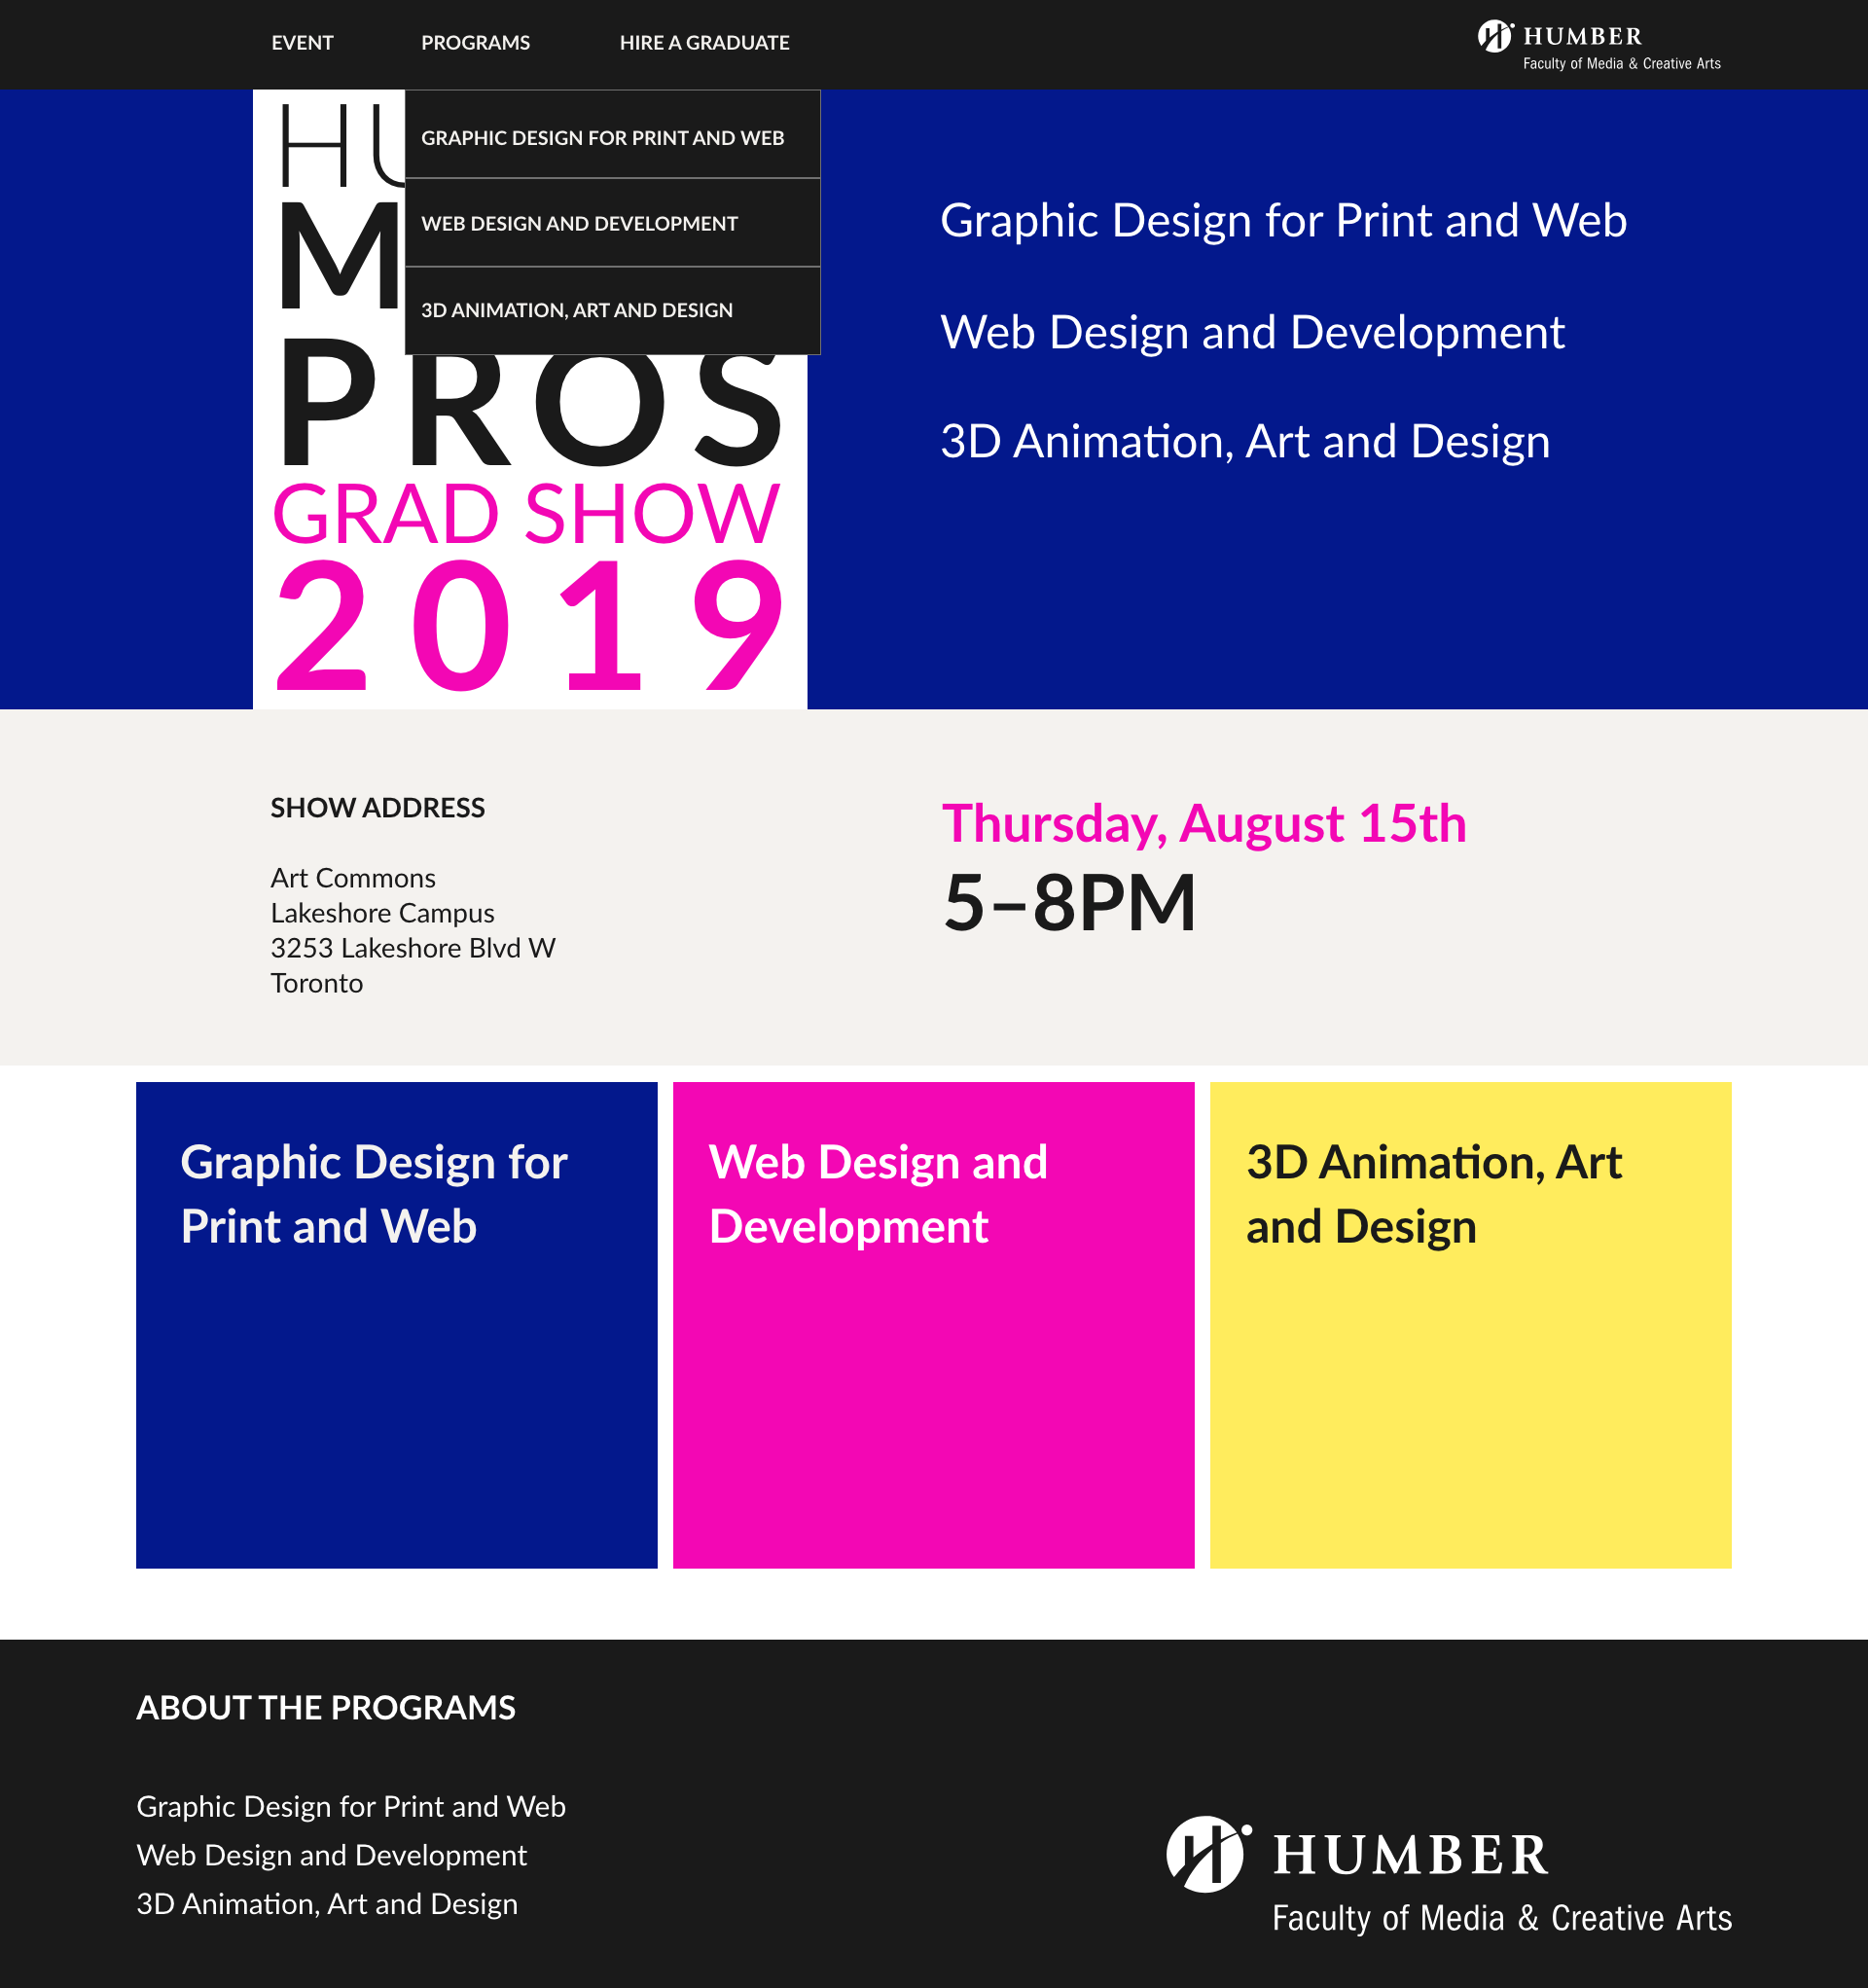 EVENT PROGRAMS HIRE A GRADUATE
HUMBER
Faculty of Media & Creative Arts
GRAPHIC DESIGN FOR PRINT AND WEB
WEB DESIGN AND DEVELOPMENT
3D ANIMATION, ART AND DESIGN
HU
M
PROS
GRAD SHOW
2019
Graphic Design for Print and Web
Web Design and Development
3D Animation, Art and Design
SHOW ADDRESS
Art Commons
Lakeshore Campus
3253 Lakeshore Blvd W
Toronto
Thursday, August 15th
5–8PM
Graphic Design for
Print and Web
Web Design and
Development
3D Animation, Art
and Design
ABOUT THE PROGRAMS
Graphic Design for Print and Web
Web Design and Development
3D Animation, Art and Design
HUMBER
Faculty of Media & Creative Arts